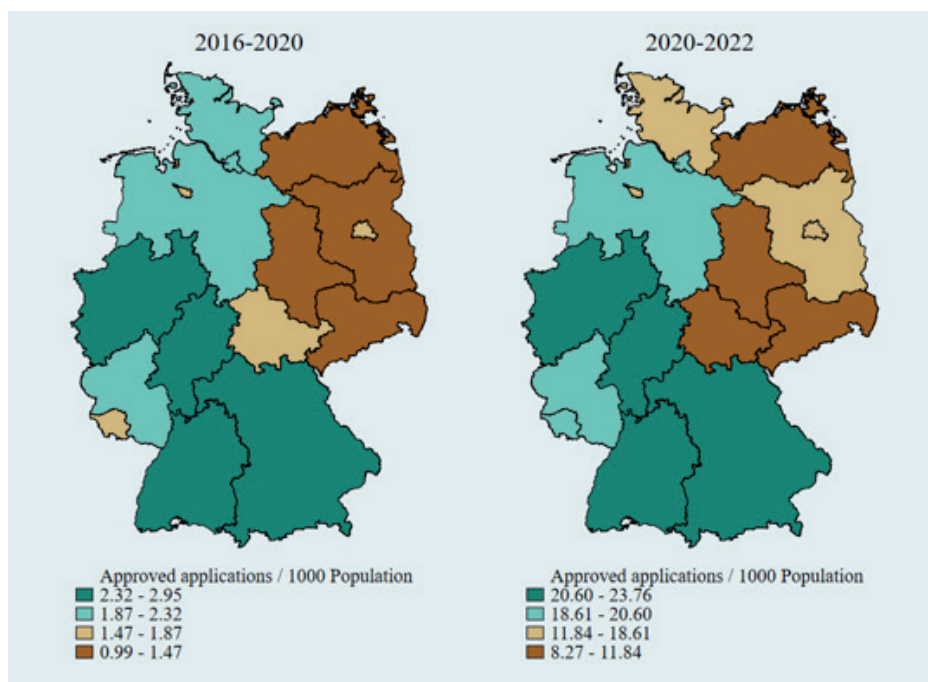 2016-2020
2020-2022
Approved applications / 1000 Population
2.32 - 2.95
1.87 - 2.32
1.47 - 1.87
0.99 - 1.47
Approved applications / 1000 Population
20.60 - 23.76
18.61 - 20.60
11.84 - 18.61
8.27 - 11.84